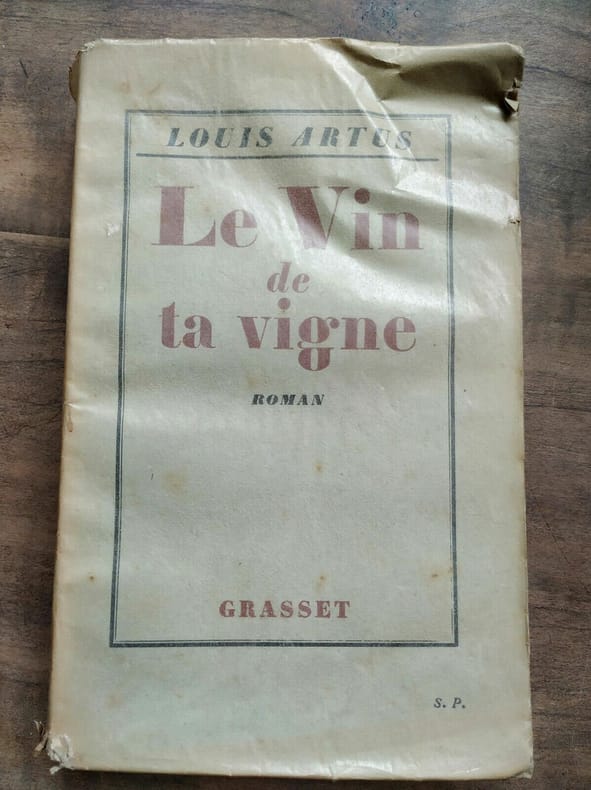 LOUIS ARTUS
Le Vin
de
ta vigne
ROMAN
GRASSET
S. P.